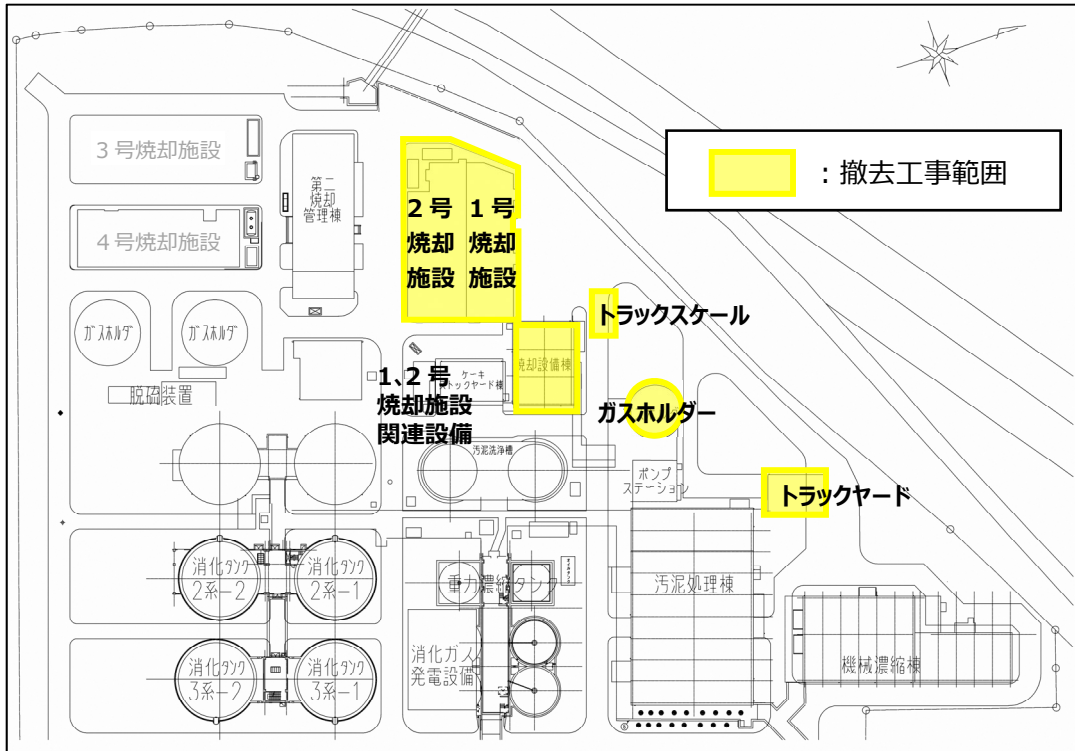 ：撤去工事範囲
3号焼却施設
4号焼却施設
第二
焼却
管理棟
2号
焼却
施設
1号
焼却
施設
トラックスケール
ガスホルダ
ガスホルダ
脱硫装置
1、2号
焼却施設
関連設備
ケーキ
ストックヤード棟
焼却設備棟
ガスホルダー
汚泥洗浄槽
ポンプ
ステーション
トラックヤード
消化タンク
2系-2
消化タンク
2系-1
重力濃縮タンク
汚泥処理棟
消化タンク
3系-2
消化タンク
3系-1
消化ガス
発電設備
機械濃縮棟